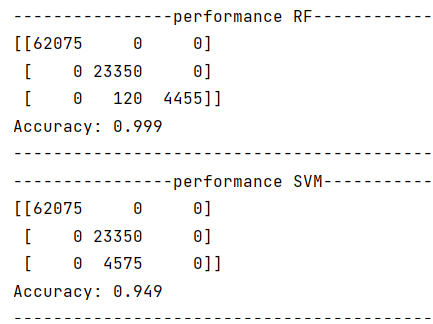 ----------------performance RF------------
[[62075     0     0]
 [    0 23350     0]
 [    0   120  4455]]
Accuracy: 0.999
------------------------------------------
----------------performance SVM-----------
[[62075     0     0]
 [    0 23350     0]
 [    0  4575     0]]
Accuracy: 0.949
------------------------------------------